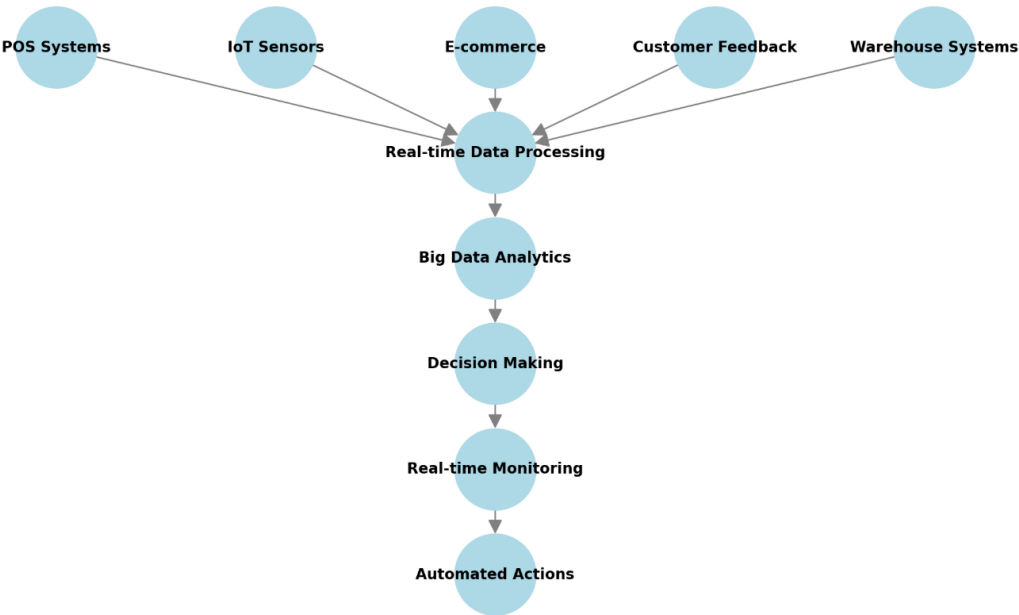 POS Systems
IoT Sensors
E-commerce
Customer Feedback
Warehouse Systems
Real-time Data Processing
Big Data Analytics
Decision Making
Real-time Monitoring
Automated Actions